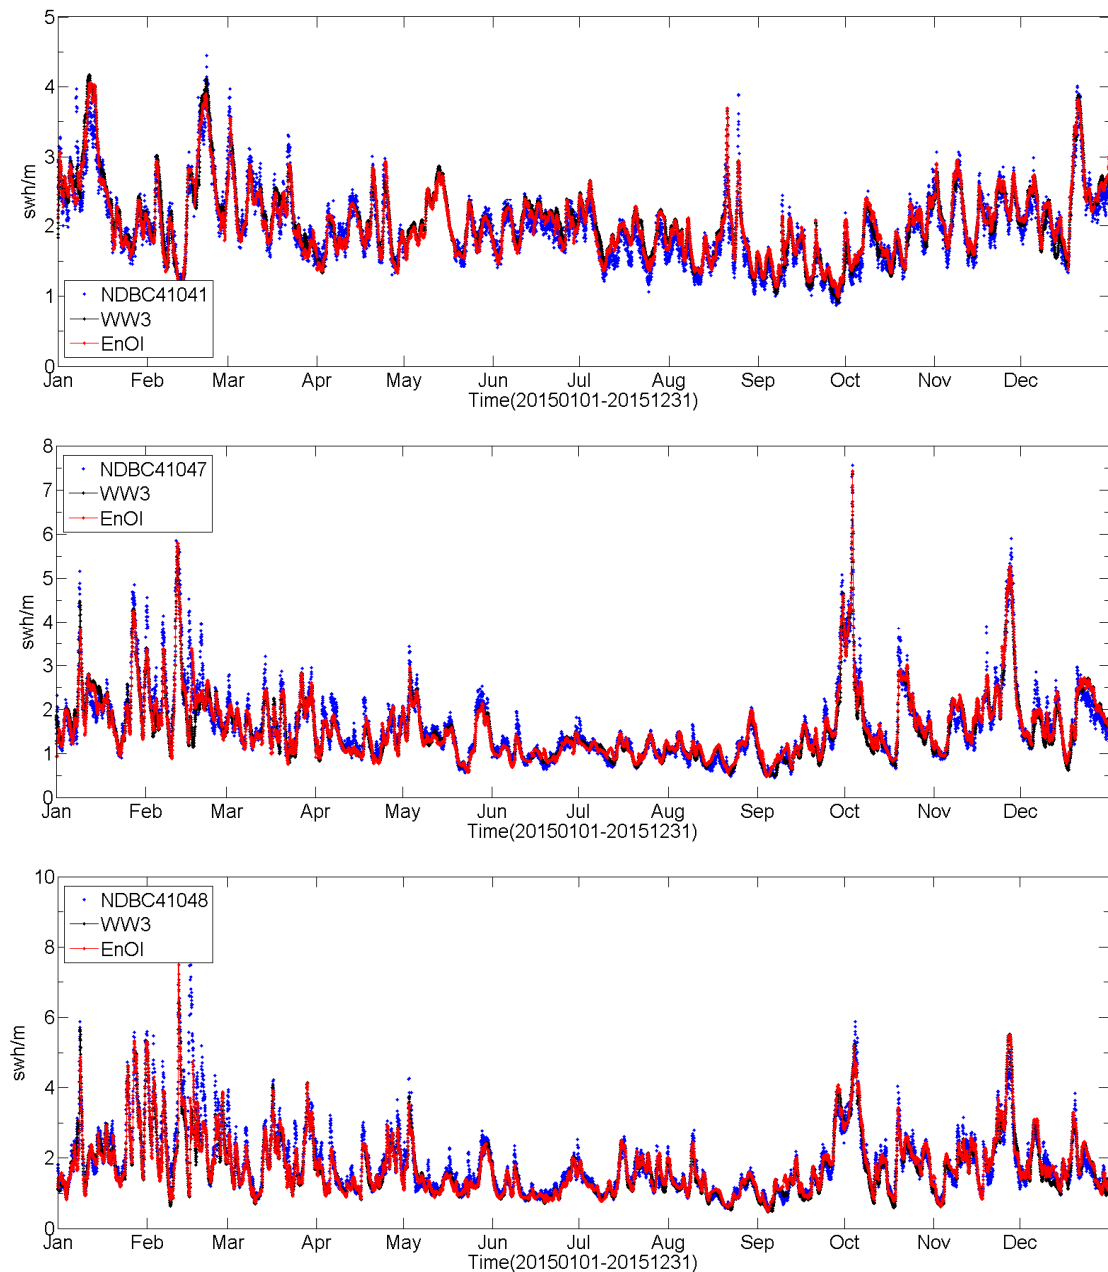 5
4
3
2
1
0
swh/m
NDBC41041
WW3
EnOI
Jan Feb Mar Apr May Jun Jul Aug Sep Oct Nov Dec
Time(20150101-20151231)
8
7
6
5
4
3
2
1
0
swh/m
NDBC41047
WW3
EnOI
Jan Feb Mar Apr May Jun Jul Aug Sep Oct Nov Dec
Time(20150101-20151231)
10
8
6
4
2
0
swh/m
NDBC41048
WW3
EnOI
Jan Feb Mar Apr May Jun Jul Aug Sep Oct Nov Dec
Time(20150101-20151231)